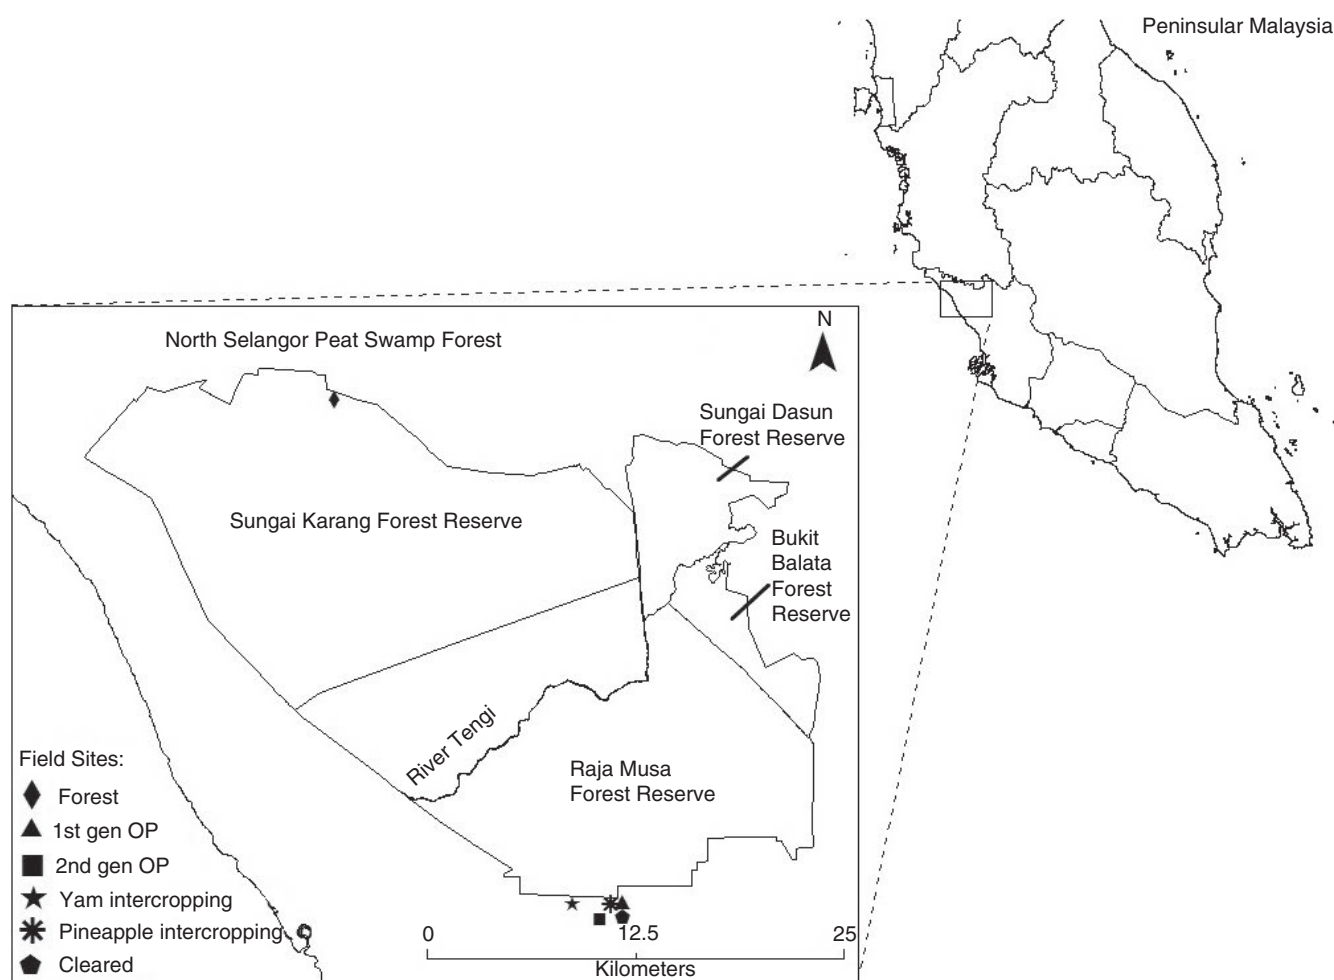 Peninsular Malaysia
North Selangor Peat Swamp Forest
N
Sungai Dasun
Forest Reserve
Sungai Karang Forest Reserve
Bukit
Balata
Forest
Reserve
River Tengi
Raja Musa
Forest Reserve
Field Sites:
Forest
1st gen OP
2nd gen OP
Yam intercropping
Pineapple intercropping
Cleared
0 12.5 25
Kilometers